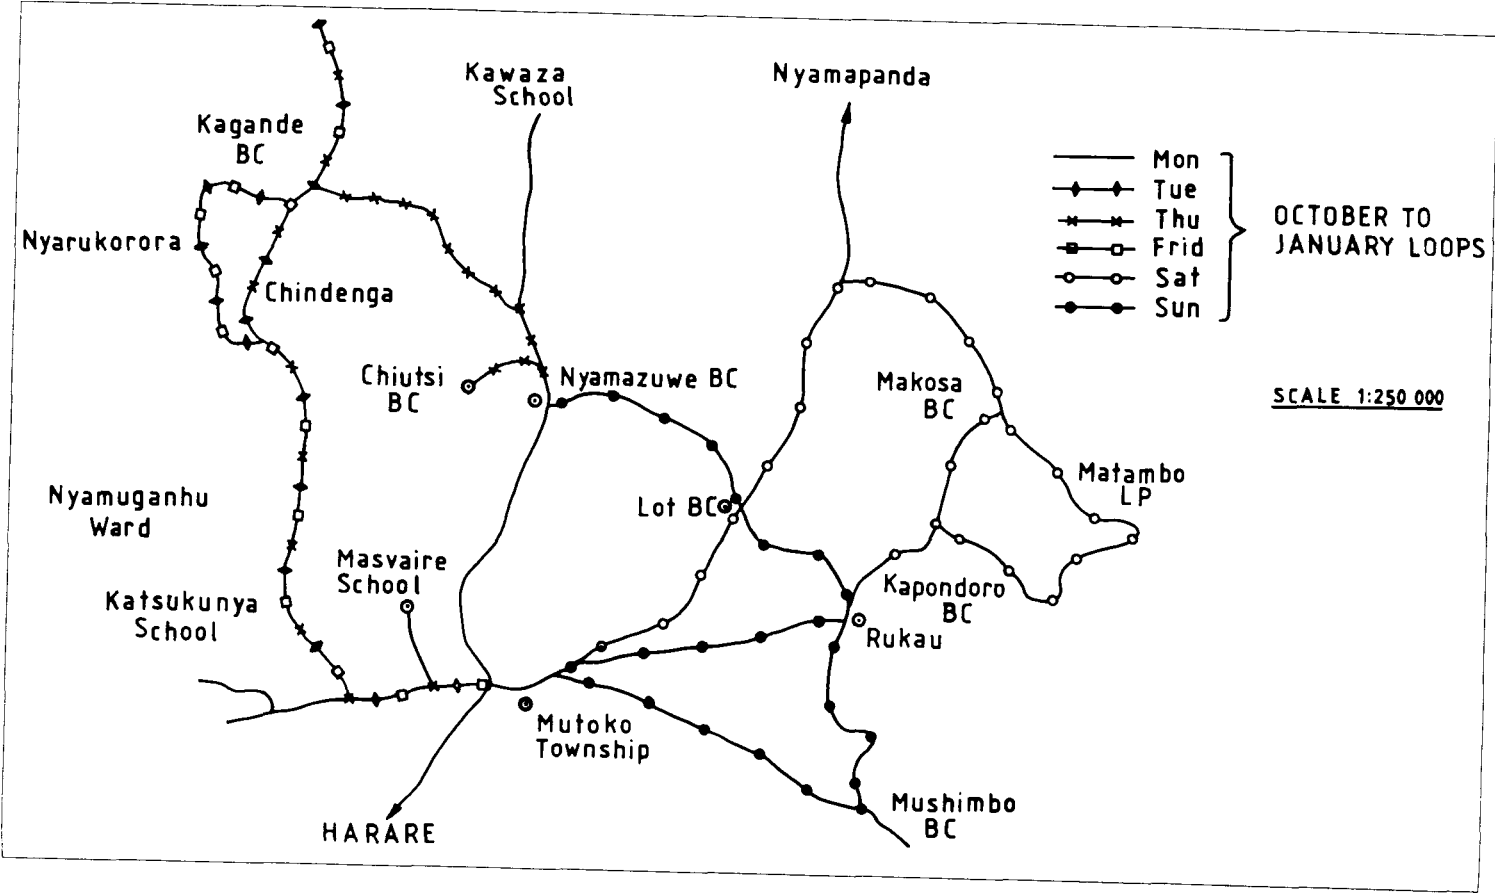 Kawaza
School
Nyamapanda
Kagande
BC
Mon
Tue
Thu
Frid
Sat
Sun
OCTOBER TO
JANUARY LOOPS
Nyarukorora
Chindenga
Chiutsi
BC
Nyamazuwe BC
Makosa
BC
SCALE 1:250 000
Matambo
LP
Nyamuganhu
Ward
Lot BC
Masvaire
School
Katsukunya
School
Kapondoro
BC
Rukau
Mutoko
Township
Mushimbo
BC
HARARE